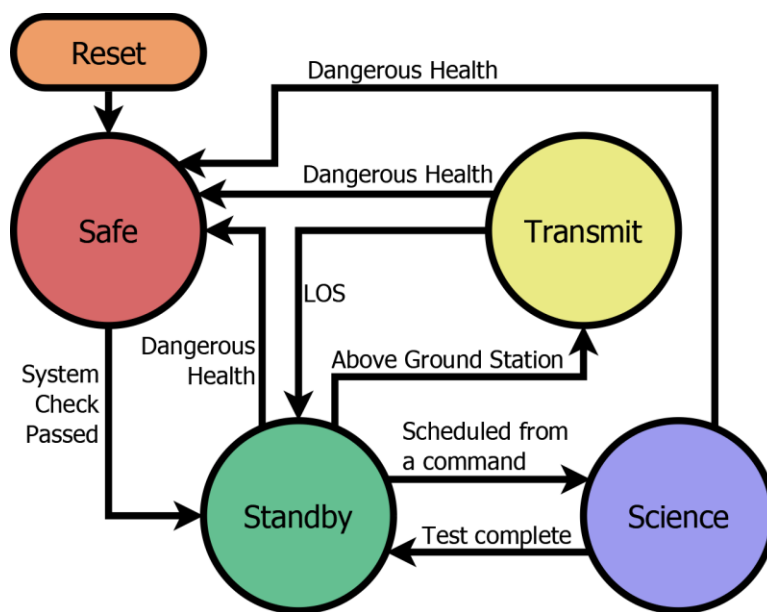 Reset
Dangerous Health
Dangerous Health
Safe
Transmit
LOS
System
Check
Passed
Dangerous
Health
Above Ground Station
Scheduled from
a command
Standby
Test complete
Science